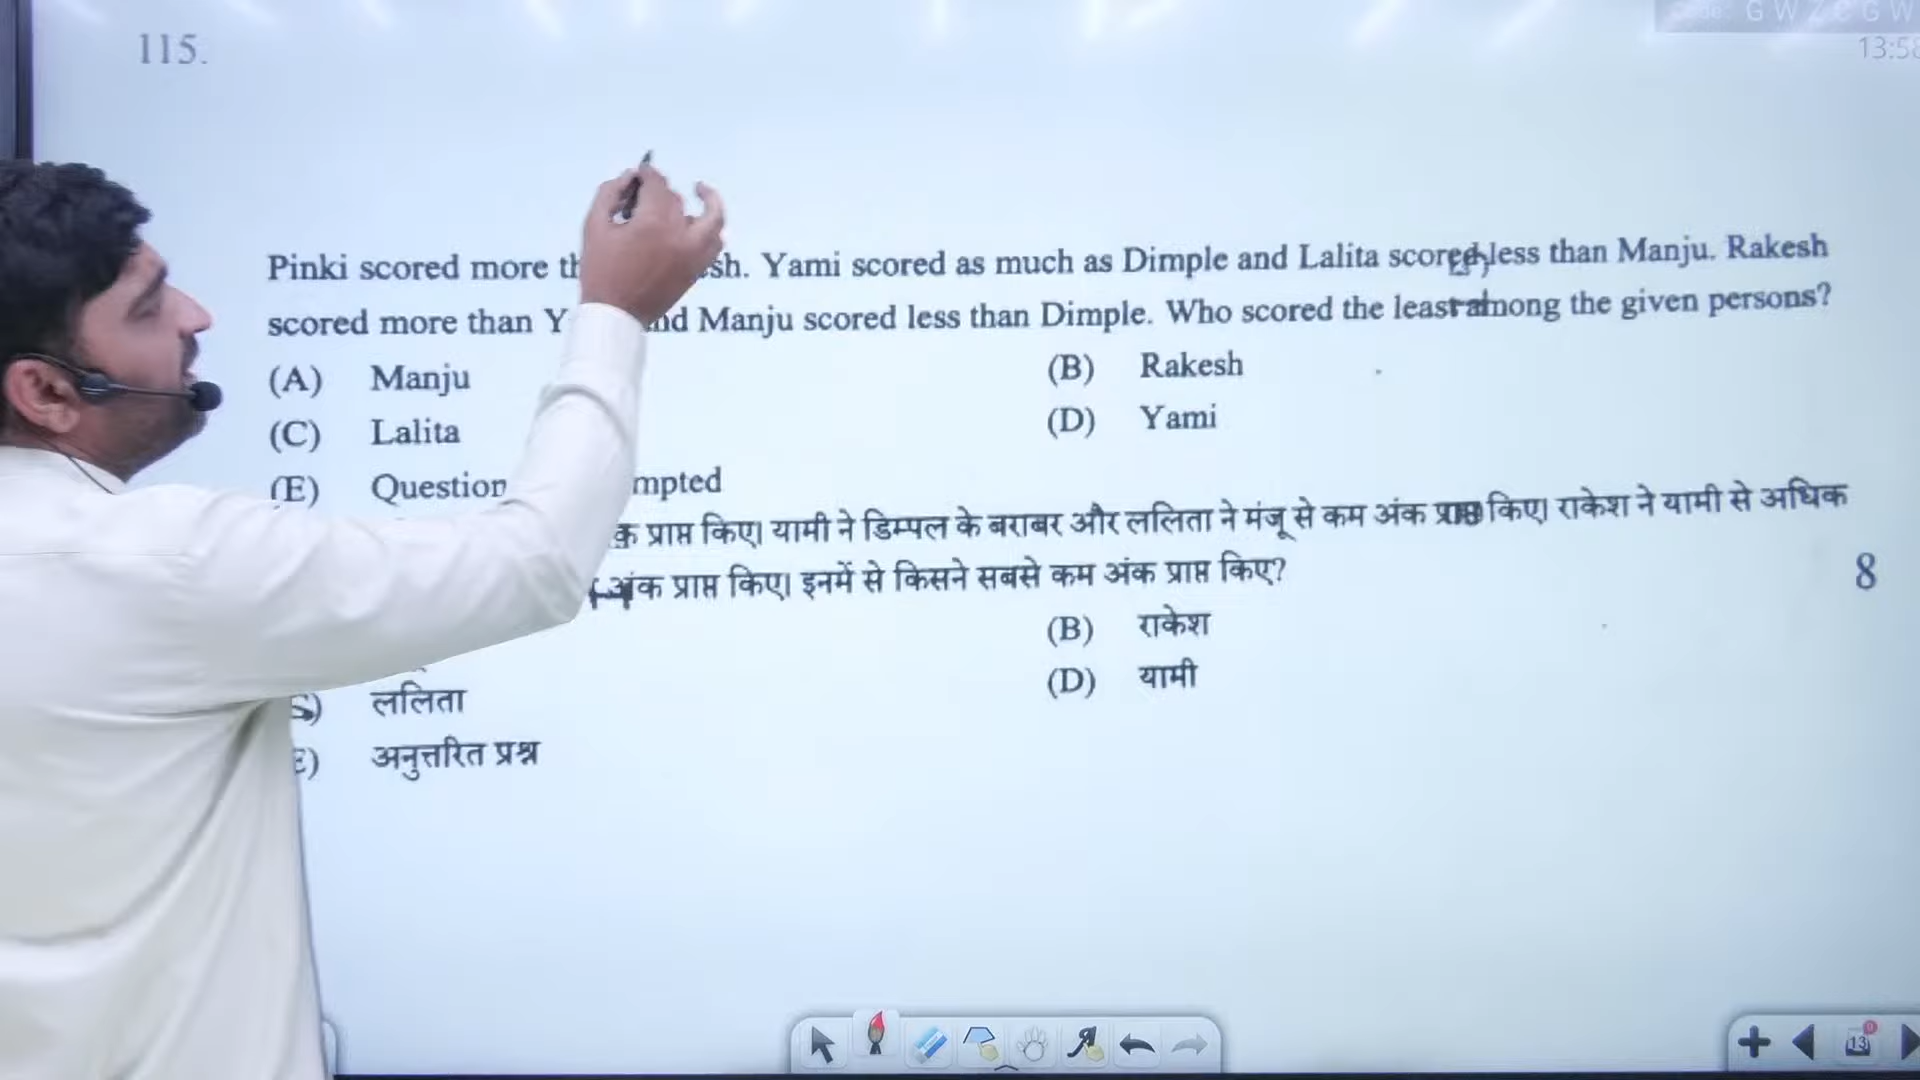 Code: G W Z C G W
115.
13:58
Pinki scored more sh. Yami scored as much as Dimple and Lalita scored less than Manju. Rakesh
scored more than Y nd Manju scored less than Dimple. Who scored the least among the given persons?
(A) Manju (B) Rakesh
(C) Lalita (D) Yami
(E) Question mpted
प्राप्त किए। यामी ने डिम्पल के बराबर और ललिता ने मंजू से कम अंक प्राप्त किए। राकेश ने यामी से अधिक
अंक प्राप्त किए। इनमें से किसने सबसे कम अंक प्राप्त किए?
8
(B) राकेश
ललिता (D) यामी
E) अनुत्तरित प्रश्न
13